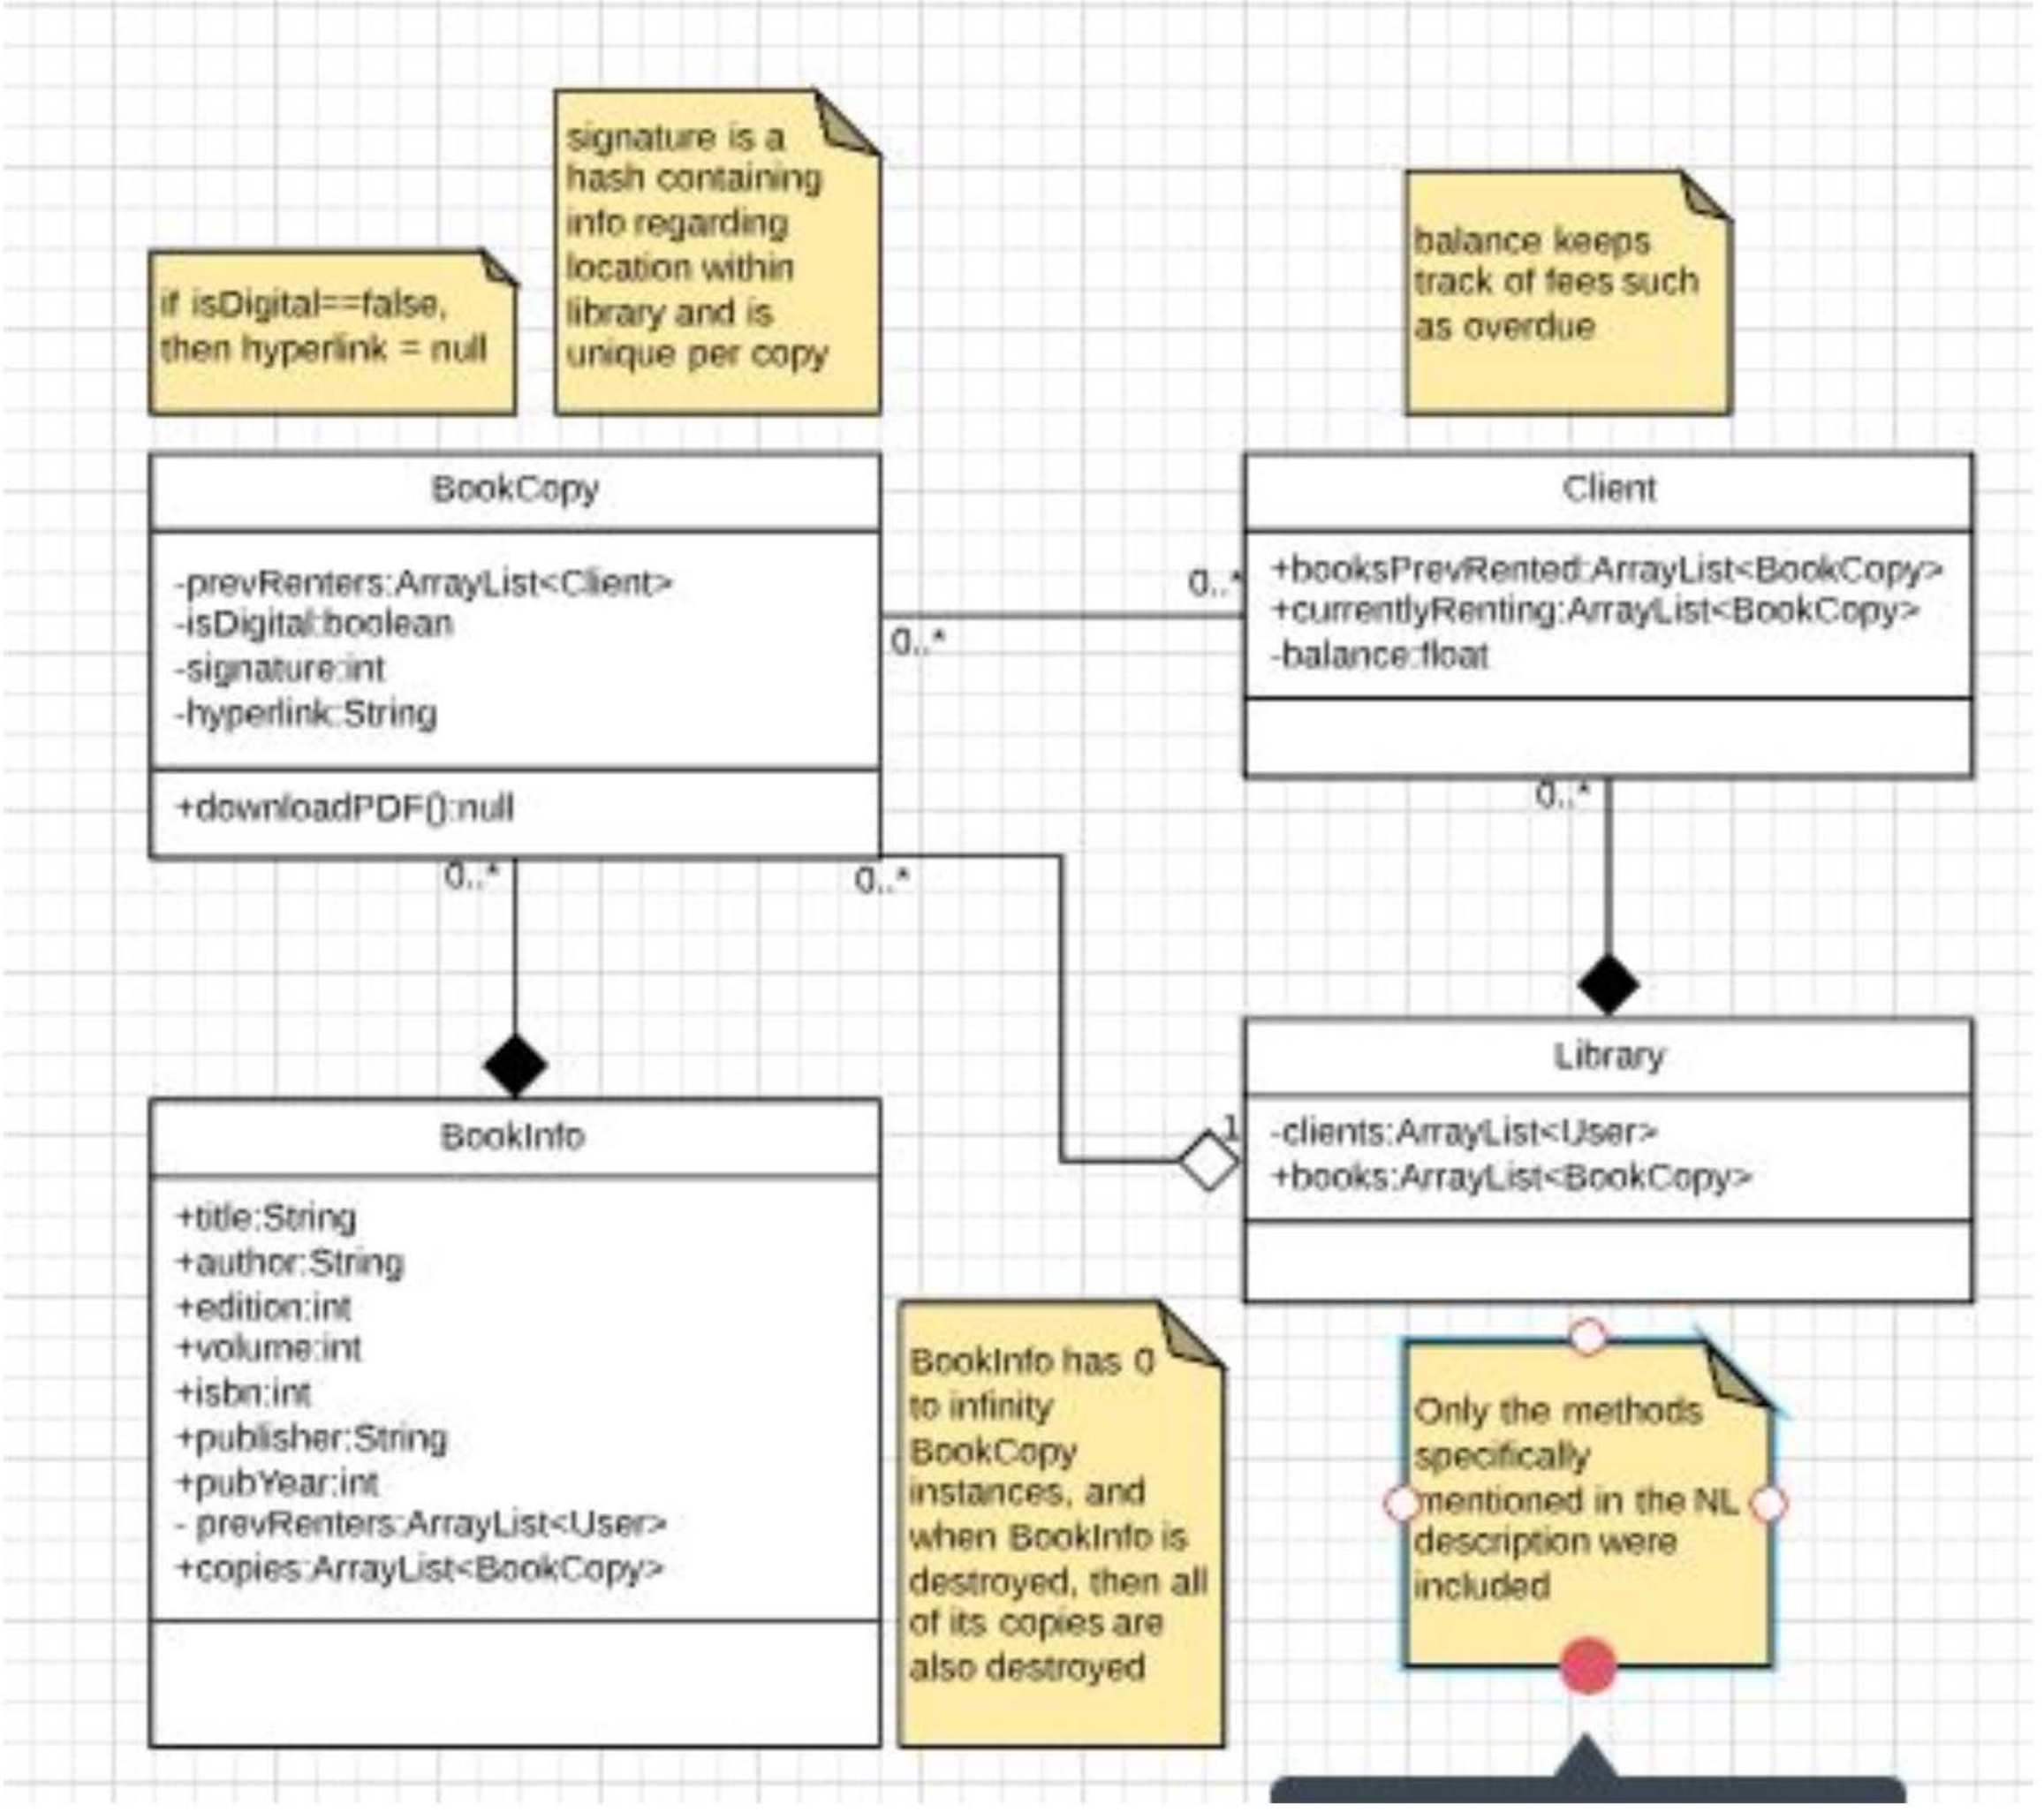 signature is a
hash containing
info regarding
location within
library and is
unique per copy
if isDigital==false,
then hyperlink = null
balance keeps
track of fees such
as overdue
BookCopy
-prevRenters:ArrayList<Client>
-isDigital:boolean
-signature:int
-hyperlink:String
+downloadPDF():null
0..*
0..*
Client
+booksPrevRented:ArrayList<BookCopy>
+currentlyRenting:ArrayList<BookCopy>
-balance:float
0..*
0..*
0..*
BookInfo
+title:String
+author:String
+edition:int
+volume:int
+isbn:int
+publisher:String
+pubYear:int
- prevRenters:ArrayList<User>
+copies:ArrayList<BookCopy>
1
Library
-clients:ArrayList<User>
+books:ArrayList<BookCopy>
BookInfo has 0
to infinity
BookCopy
instances, and
when BookInfo is
destroyed, then all
of its copies are
also destroyed
Only the methods
specifically
mentioned in the NL
description were
included